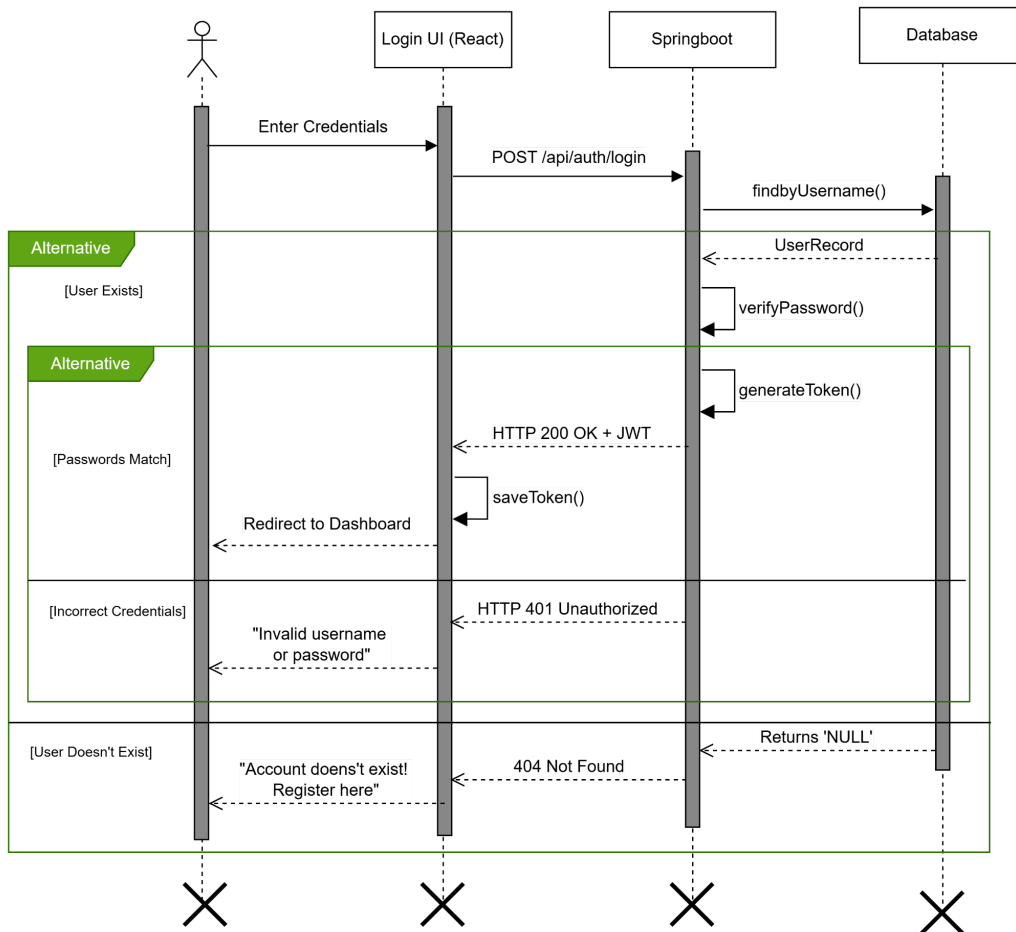 Login UI (React)
Springboot
Database
Enter Credentials
POST /api/auth/login
findbyUsername()
Alternative
UserRecord
[User Exists]
verifyPassword()
Alternative
generateToken()
HTTP 200 OK + JWT
[Passwords Match]
saveToken()
Redirect to Dashboard
[Incorrect Credentials]
HTTP 401 Unauthorized
"Invalid username
or password"
[User Doesn't Exist]
Returns 'NULL'
404 Not Found
"Account doens't exist!
Register here"